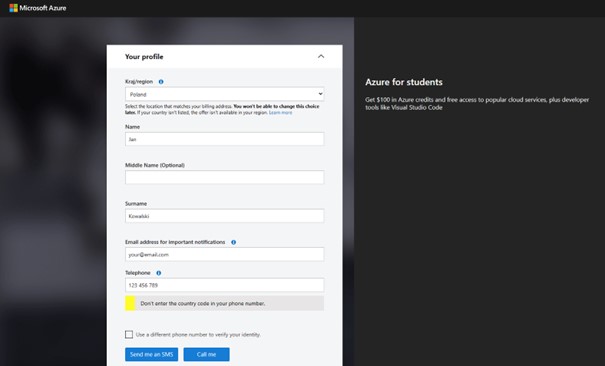 Microsoft Azure
Your profile
Kraj/region
Poland
Select the location that matches your billing address. You won't be able to change this choice
later. If your country isn't listed, the offer isn't available in your region. Learn more
Name
Jan
Middle Name (Optional)
Surname
Kowalski
Email address for important notifications
your@email.com
Telephone
123 456 789
Don't enter the country code in your phone number.
Use a different phone number to verify your identity
Send me an SMS
Call me
Azure for students
Get $100 in Azure credits and free access to popular cloud services, plus developer
tools like Visual Studio Code